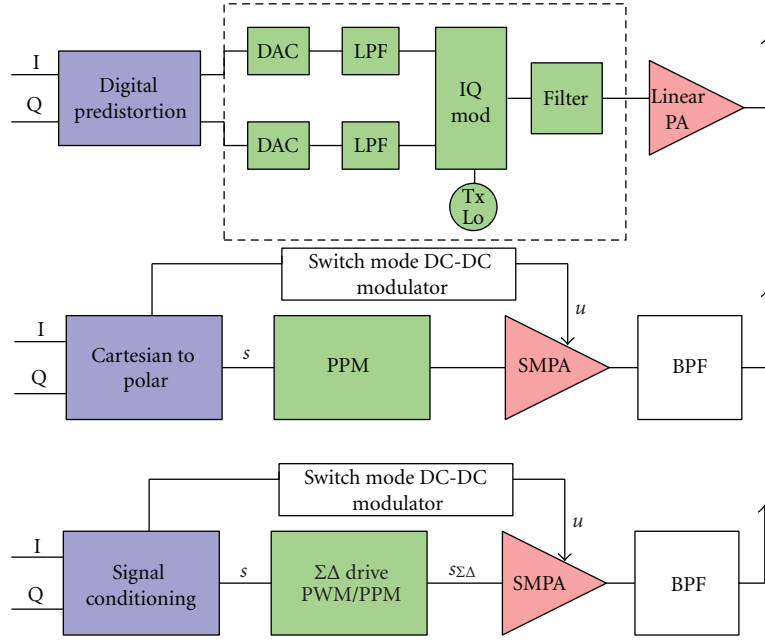 I
Q
Digital
predistortion
DAC
LPF
DAC
LPF
IQ
mod
Tx
Lo
Filter
Linear
PA
Switch mode DC-DC
modulator
I
Q
Cartesian to
polar
s
PPM
u
SMPA
BPF
Switch mode DC-DC
modulator
I
Q
Signal
conditioning
s
ΣΔ drive
PWM/PPM
sΣΔ
u
SMPA
BPF